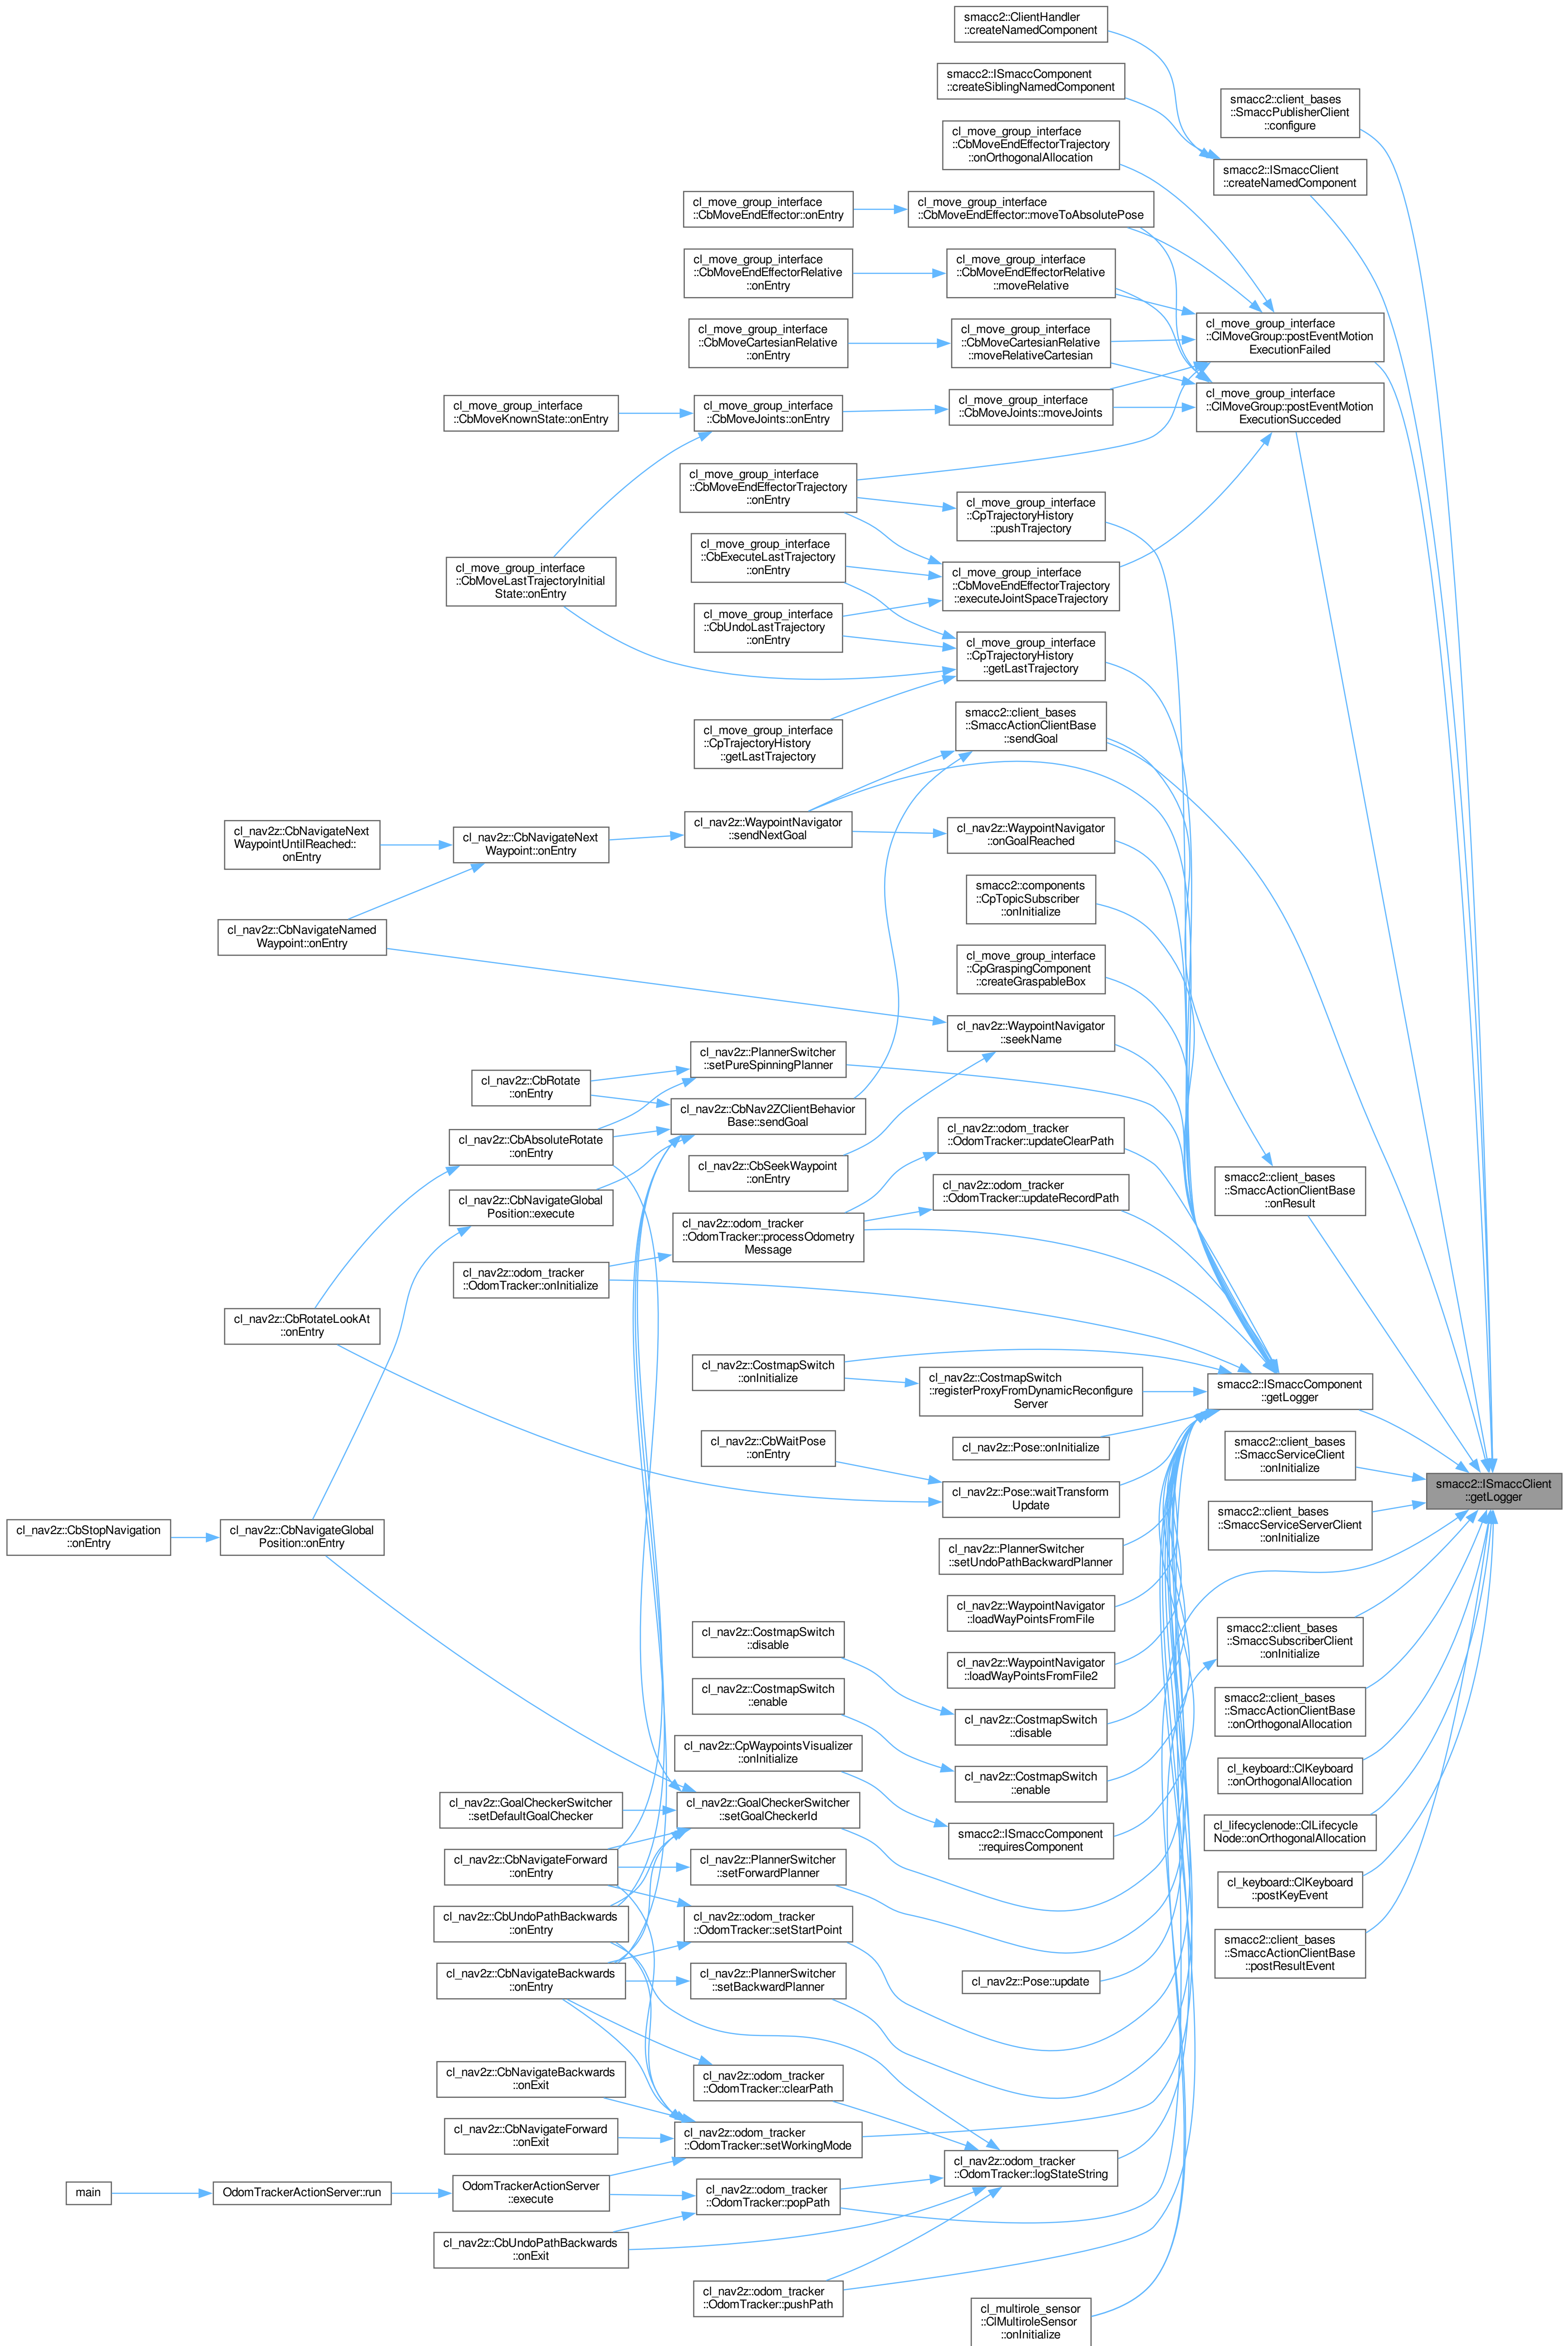 smacc2::ClientHandler
::createNamedComponent
smacc2::ISmaccComponent
::createSiblingNamedComponent
smacc2::client_bases
::SmaccPublisherClient
::configure
cl_move_group_interface
::CbMoveEndEffectorTrajectory
::onOrthogonalAllocation
smacc2::ISmaccClient
::createNamedComponent
cl_move_group_interface
::CbMoveEndEffector::onEntry
cl_move_group_interface
::CbMoveEndEffector::moveToAbsolutePose
cl_move_group_interface
::CbMoveEndEffectorRelative
::onEntry
cl_move_group_interface
::CbMoveEndEffectorRelative
::moveRelative
cl_move_group_interface
::CbMoveCartesianRelative
::onEntry
cl_move_group_interface
::CbMoveCartesianRelative
::moveRelativeCartesian
cl_move_group_interface
::ClMoveGroup::postEventMotion
ExecutionFailed
cl_move_group_interface
::CbMoveKnownState::onEntry
cl_move_group_interface
::CbMoveJoints::onEntry
cl_move_group_interface
::CbMoveJoints::moveJoints
cl_move_group_interface
::ClMoveGroup::postEventMotion
ExecutionSucceded
cl_move_group_interface
::CbMoveEndEffectorTrajectory
::onEntry
cl_move_group_interface
::CpTrajectoryHistory
::pushTrajectory
cl_move_group_interface
::CbMoveLastTrajectoryInitial
State::onEntry
cl_move_group_interface
::CbExecuteLastTrajectory
::onEntry
cl_move_group_interface
::CbMoveEndEffectorTrajectory
::executeJointSpaceTrajectory
cl_move_group_interface
::CbUndoLastTrajectory
::onEntry
cl_move_group_interface
::CpTrajectoryHistory
::getLastTrajectory
cl_move_group_interface
::CpTrajectoryHistory
::getLastTrajectory
smacc2::client_bases
::SmaccActionClientBase
::sendGoal
cl_nav2z::CbNavigateNext
WaypointUntilReached::
onEntry
cl_nav2z::CbNavigateNext
Waypoint::onEntry
cl_nav2z::WaypointNavigator
::sendNextGoal
cl_nav2z::WaypointNavigator
::onGoalReached
smacc2::components
::CpTopicSubscriber
::onInitialize
cl_nav2z::CbNavigateNamed
Waypoint::onEntry
cl_move_group_interface
::CpGraspingComponent
::createGraspableBox
cl_nav2z::WaypointNavigator
::seekName
cl_nav2z::PlannerSwitcher
::setPureSpinningPlanner
cl_nav2z::CbRotate
::onEntry
cl_nav2z::CbNav2ZClientBehavior
Base::sendGoal
cl_nav2z::CbAbsoluteRotate
::onEntry
cl_nav2z::odom_tracker
::OdomTracker::updateClearPath
cl_nav2z::CbSeekWaypoint
::onEntry
smacc2::client_bases
::SmaccActionClientBase
::onResult
cl_nav2z::CbNavigateGlobal
Position::execute
cl_nav2z::odom_tracker
::OdomTracker::updateRecordPath
cl_nav2z::odom_tracker
::OdomTracker::processOdometry
Message
cl_nav2z::odom_tracker
::OdomTracker::onInitialize
cl_nav2z::CbRotateLookAt
::onEntry
cl_nav2z::CostmapSwitch
::onInitialize
cl_nav2z::CostmapSwitch
::registerProxyFromDynamicReconfigure
Server
smacc2::ISmaccComponent
::getLogger
cl_nav2z::CbWaitPose
::onEntry
cl_nav2z::Pose::onInitialize
smacc2::client_bases
::SmaccServiceClient
::onInitialize
cl_nav2z::Pose::waitTransform
Update
smacc2::ISmaccClient
::getLogger
cl_nav2z::CbStopNavigation
::onEntry
cl_nav2z::CbNavigateGlobal
Position::onEntry
smacc2::client_bases
::SmaccServiceServerClient
::onInitialize
cl_nav2z::PlannerSwitcher
::setUndoPathBackwardPlanner
cl_nav2z::WaypointNavigator
::loadWayPointsFromFile
cl_nav2z::CostmapSwitch
::disable
smacc2::client_bases
::SmaccSubscriberClient
::onInitialize
cl_nav2z::WaypointNavigator
::loadWayPointsFromFile2
cl_nav2z::CostmapSwitch
::enable
cl_nav2z::CostmapSwitch
::disable
smacc2::client_bases
::SmaccActionClientBase
::onOrthogonalAllocation
cl_nav2z::CpWaypointsVisualizer
::onInitialize
cl_nav2z::CostmapSwitch
::enable
cl_keyboard::ClKeyboard
::onOrthogonalAllocation
cl_nav2z::GoalCheckerSwitcher
::setDefaultGoalChecker
cl_nav2z::GoalCheckerSwitcher
::setGoalCheckerId
smacc2::ISmaccComponent
::requiresComponent
cl_lifecyclenode::ClLifecycle
Node::onOrthogonalAllocation
cl_nav2z::CbNavigateForward
::onEntry
cl_nav2z::PlannerSwitcher
::setForwardPlanner
cl_keyboard::ClKeyboard
::postKeyEvent
cl_nav2z::CbUndoPathBackwards
::onEntry
cl_nav2z::odom_tracker
::OdomTracker::setStartPoint
smacc2::client_bases
::SmaccActionClientBase
::postResultEvent
cl_nav2z::CbNavigateBackwards
::onEntry
cl_nav2z::PlannerSwitcher
::setBackwardPlanner
cl_nav2z::Pose::update
cl_nav2z::CbNavigateBackwards
::onExit
cl_nav2z::odom_tracker
::OdomTracker::clearPath
cl_nav2z::CbNavigateForward
::onExit
cl_nav2z::odom_tracker
::OdomTracker::setWorkingMode
cl_nav2z::odom_tracker
::OdomTracker::logStateString
main
OdomTrackerActionServer::run
OdomTrackerActionServer
::execute
cl_nav2z::odom_tracker
::OdomTracker::popPath
cl_nav2z::CbUndoPathBackwards
::onExit
cl_nav2z::odom_tracker
::OdomTracker::pushPath
cl_multirole_sensor
::ClMultiroleSensor
::onInitialize